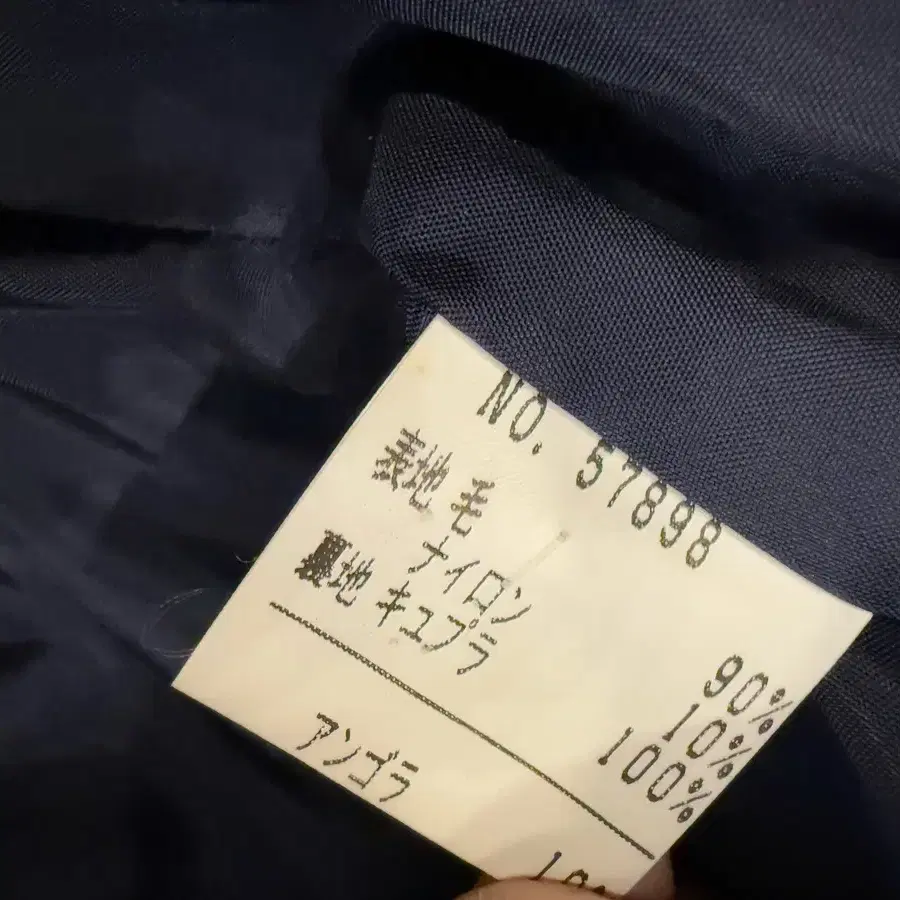 NO. 57898
表地 毛 90%
ナイロン 10%
裏地 キュプラ 100%
アンゴラ